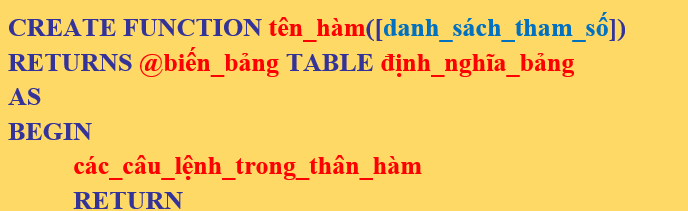 CREATE FUNCTION tên_hàm([danh_sách_tham_số])
RETURNS @biến_bảng TABLE định_nghĩa_bảng
AS
BEGIN
các_câu_lệnh_trong_thân_hàm
RETURN